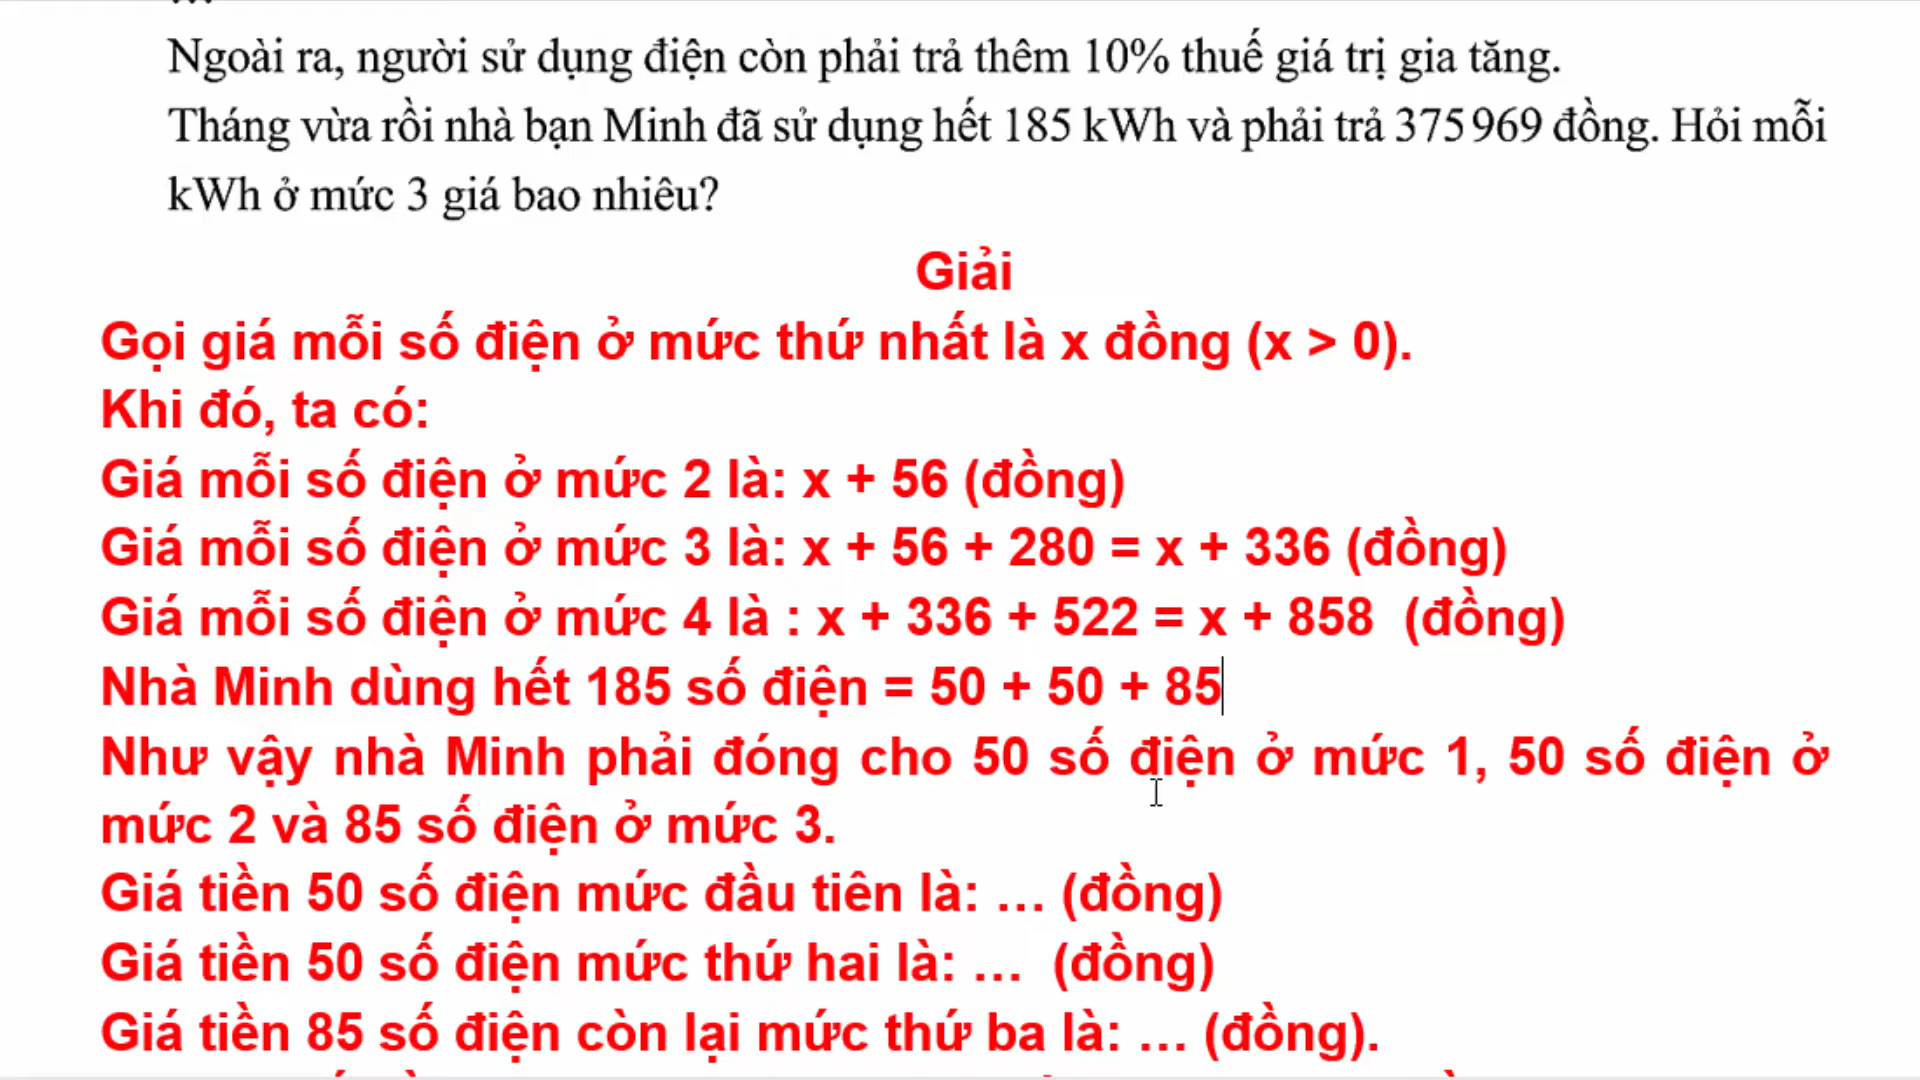 Ngoài ra, người sử dụng điện còn phải trả thêm 10% thuế giá trị gia tăng.
Tháng vừa rồi nhà bạn Minh đã sử dụng hết 185 kWh và phải trả 375 969 đồng. Hỏi mỗi
kWh ở mức 3 giá bao nhiêu?
Giải
Gọi giá mỗi số điện ở mức thứ nhất là x đồng (x > 0).
Khi đó, ta có:
Giá mỗi số điện ở mức 2 là: x + 56 (đồng)
Giá mỗi số điện ở mức 3 là: x + 56 + 280 = x + 336 (đồng)
Giá mỗi số điện ở mức 4 là : x + 336 + 522 = x + 858 (đồng)
Nhà Minh dùng hết 185 số điện = 50 + 50 + 85
Như vậy nhà Minh phải đóng cho 50 số điện ở mức 1, 50 số điện ở
mức 2 và 85 số điện ở mức 3.
Giá tiền 50 số điện mức đầu tiên là: … (đồng)
Giá tiền 50 số điện mức thứ hai là: … (đồng)
Giá tiền 85 số điện còn lại mức thứ ba là: … (đồng).